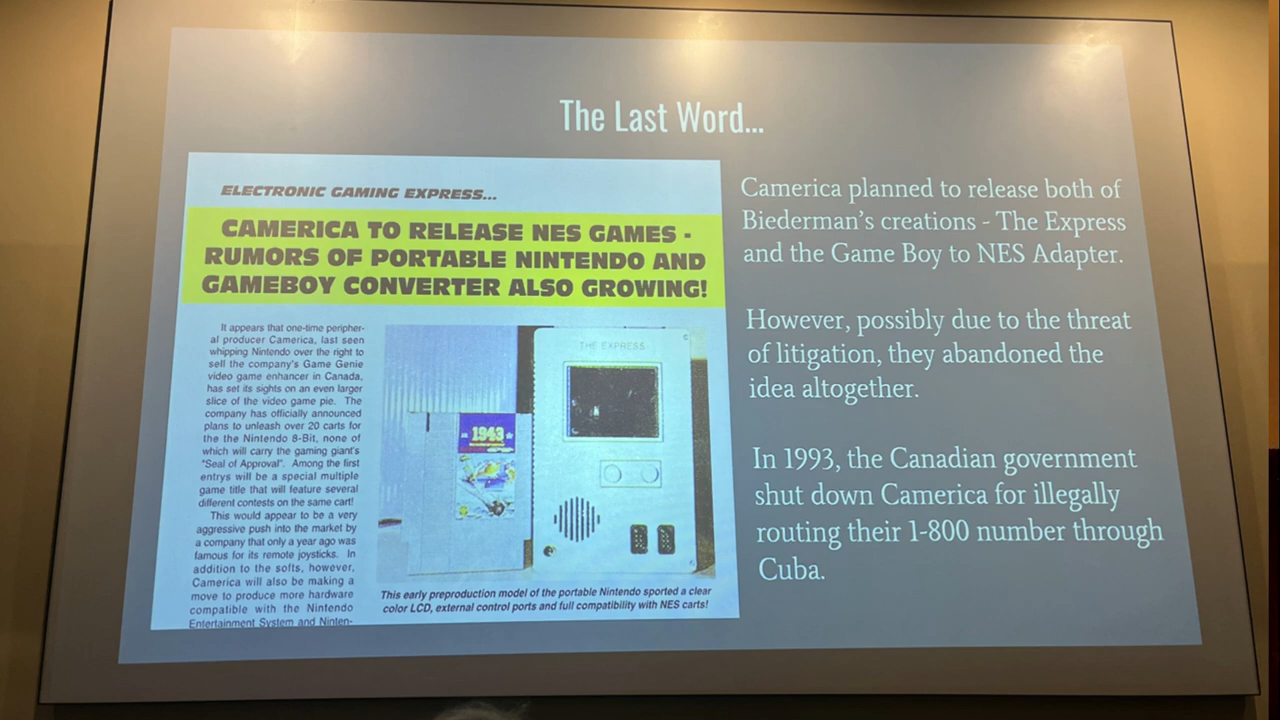 The Last Word...
ELECTRONIC GAMING EXPRESS...
CAMERICA TO RELEASE NES GAMES -
RUMORS OF PORTABLE NINTENDO AND
GAMEBOY CONVERTER ALSO GROWING!
It appears that one-time peripher-
al producer Camerica, last seen
whipping Nintendo over the right to
sell the company's Game Genie
video game enhancer in Canada,
has set its sights on an even larger
slice of the video game pie. The
company has officially announced
plans to unleash over 20 carts for
the the Nintendo 8-Bit, none of
which will carry the gaming giant's
"Seal of Approval". Among the first
entrys will be a special multiple
game title that will feature several
different contests on the same cart!
This would appear to be a very
aggressive push into the market by
a company that only a year ago was
famous for its remote joysticks. In
addition to the softs, however,
Camerica will also be making a
move to produce more hardware
compatible with the Nintendo
Entertainment System and Ninten-
THE EXPRESS
1943
This early preproduction model of the portable Nintendo sported a clear
color LCD, external control ports and full compatibility with NES carts!
Camerica planned to release both of
Biederman's creations - The Express
and the Game Boy to NES Adapter.
However, possibly due to the threat
of litigation, they abandoned the
idea altogether.
In 1993, the Canadian government
shut down Camerica for illegally
routing their 1-800 number through
Cuba.